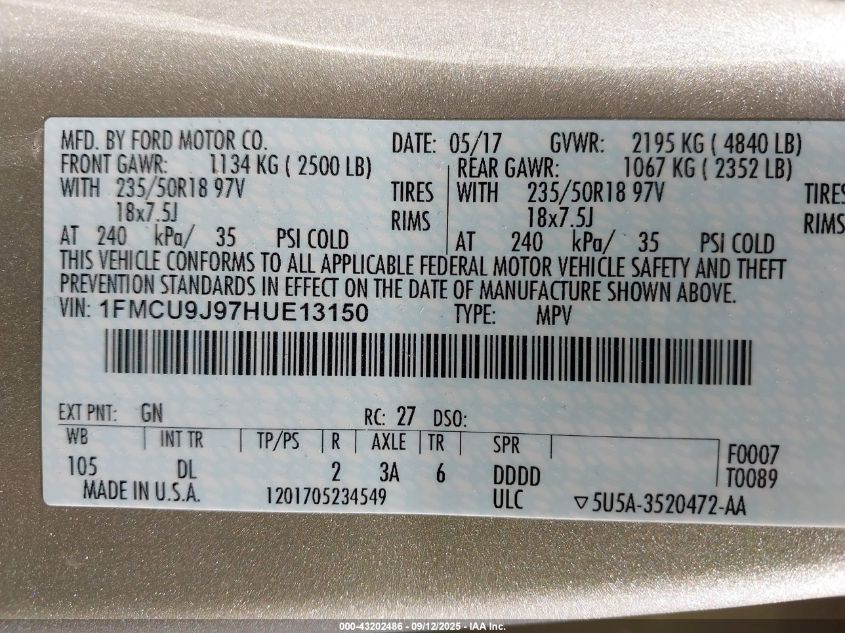 MFD. BY FORD MOTOR CO. DATE: 05/17 GVWR: 2195 KG ( 4840 LB)
FRONT GAWR: 1134 KG ( 2500 LB) REAR GAWR: 1067 KG ( 2352 LB)
WITH 235/50R18 97V TIRES WITH 235/50R18 97V TIRES
18x7.5J RIMS 18x7.5J RIMS
AT 240 kPa/ 35 PSI COLD AT 240 kPa/ 35 PSI COLD
THIS VEHICLE CONFORMS TO ALL APPLICABLE FEDERAL MOTOR VEHICLE SAFETY AND THEFT
PREVENTION STANDARDS IN EFFECT ON THE DATE OF MANUFACTURE SHOWN ABOVE.
VIN: 1FMCU9J97HUE13150 TYPE: MPV
EXT PNT: GN RC: 27 DSO:
WB INT TR TP/PS R AXLE TR SPR F0007
105 DL 2 3A 6 DDDD T0089
MADE IN U.S.A. 1201705234549 ULC ▽5U5A-3520472-AA
000-43202486 - 09/12/2025 - IAA Inc.